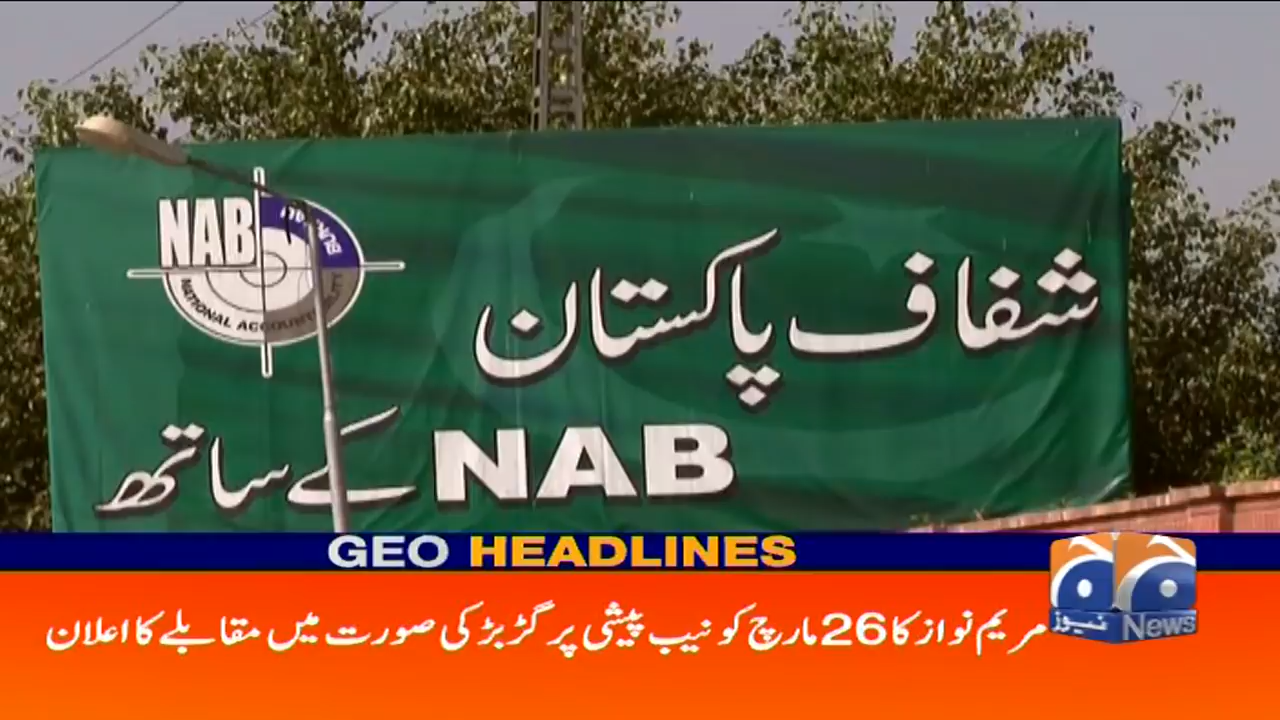 NAB
BUREAU
NATIONAL ACCOUNTABILITY
شفاف پاکستان
NAB کے ساتھ
GEO HEADLINES
مریم نواز کا 26 مارچ کو نیب پیشی پر گڑبڑ کی صورت میں مقابلے کا اعلان
نیوز News